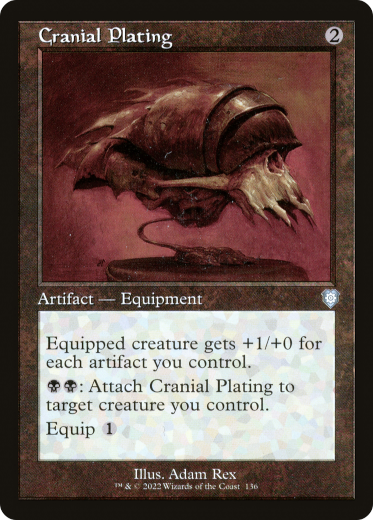 Cranial Plating 2
Artifact — Equipment
Equipped creature gets +1/+0 for
each artifact you control.
: Attach Cranial Plating to
target creature you control.
Equip 1
Illus. Adam Rex
™ & © 2022 Wizards of the Coast 136